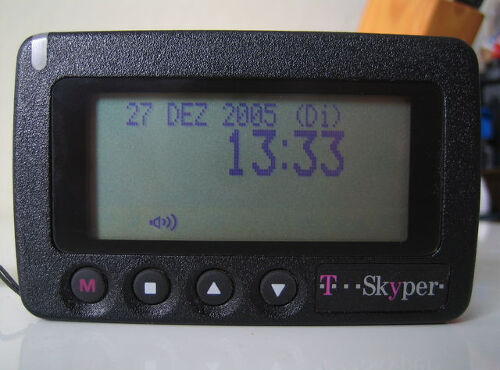 27 DEZ 2005 (Di)
13:33
M
·T···Skyper·